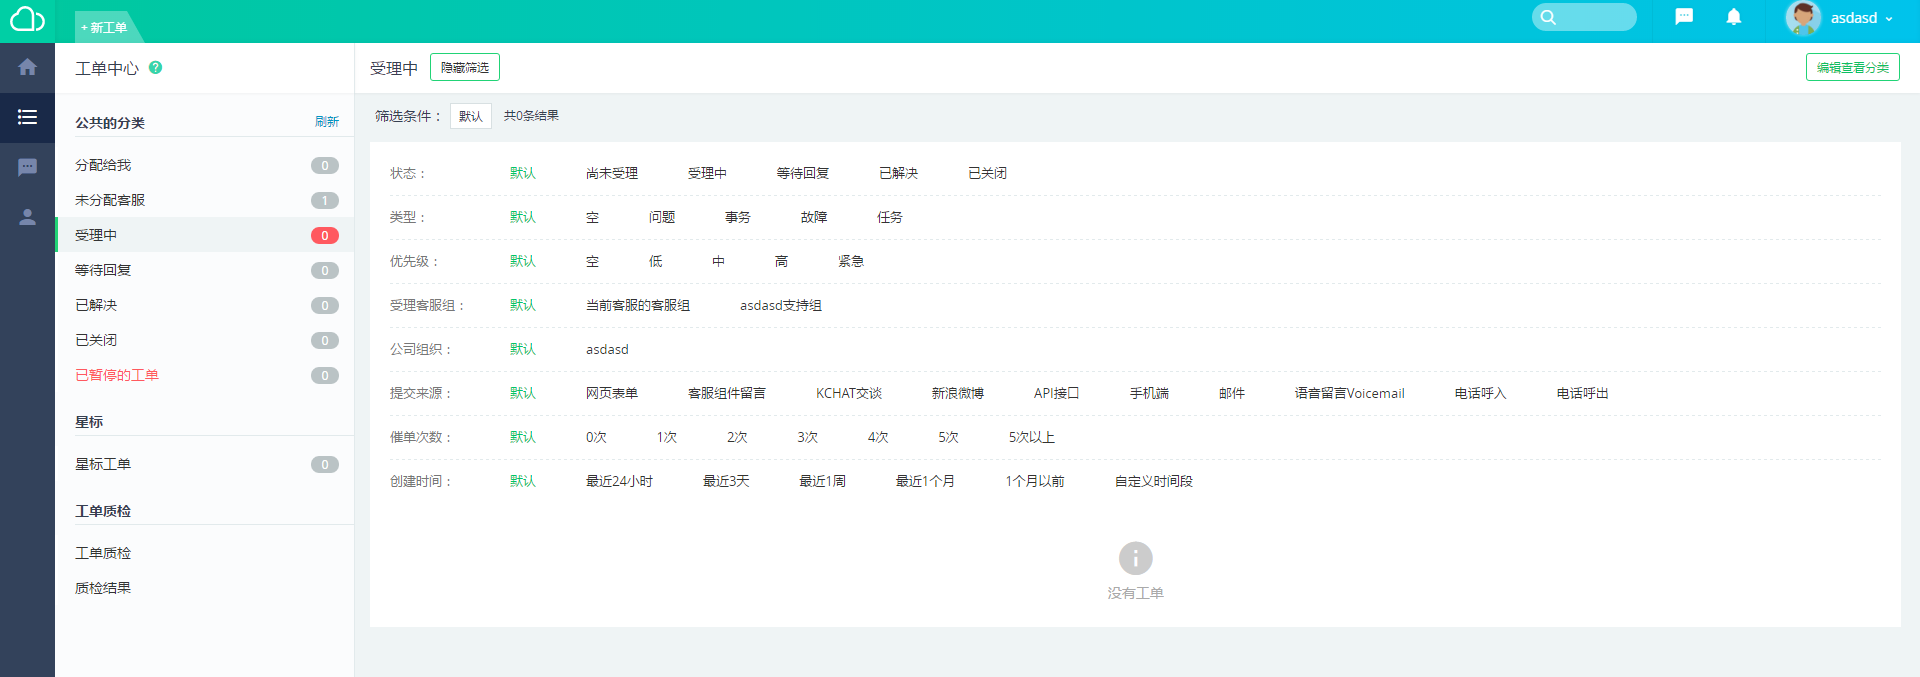 + 新工单
asdasd
工单中心 ?
受理中 隐藏筛选 编辑查看分类
公共的分类 刷新
分配给我 0
未分配客服 1
受理中 0
等待回复 0
已解决 0
已关闭 0
已暂停的工单 0
星标
星标工单 0
工单质检
工单质检
质检结果
筛选条件： 默认 共0条结果
状态： 默认 尚未受理 受理中 等待回复 已解决 已关闭
类型： 默认 空 问题 事务 故障 任务
优先级： 默认 空 低 中 高 紧急
受理客服组： 默认 当前客服的客服组 asdasd支持组
公司组织： 默认 asdasd
提交来源： 默认 网页表单 客服组件留言 KCHAT交谈 新浪微博 API接口 手机端 邮件 语音留言Voicemail 电话呼入 电话呼出
催单次数： 默认 0次 1次 2次 3次 4次 5次 5次以上
创建时间： 默认 最近24小时 最近3天 最近1周 最近1个月 1个月以前 自定义时间段
没有工单